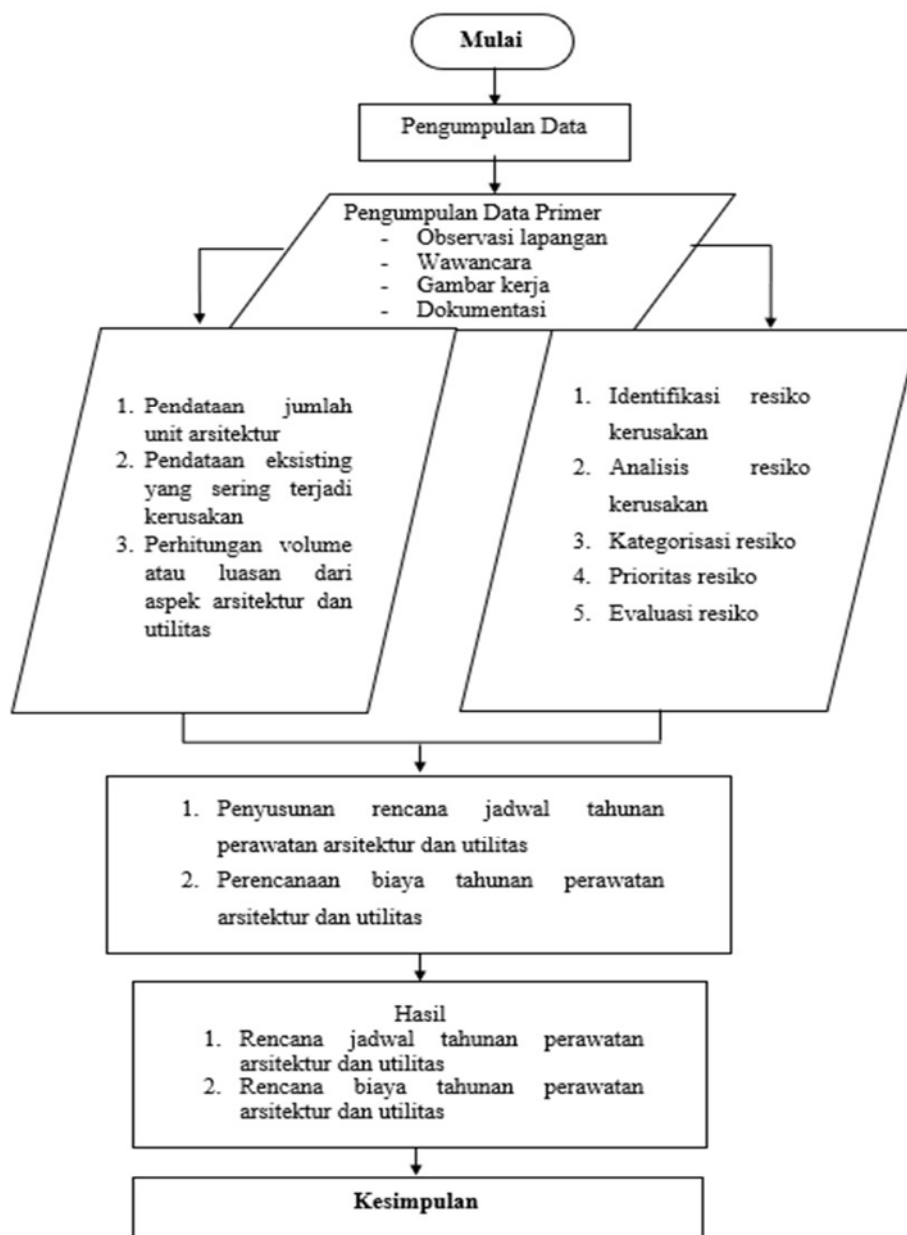 Mulai
Pengumpulan Data
Pengumpulan Data Primer
- Observasi lapangan
- Wawancara
- Gambar kerja
- Dokumentasi
1. Pendataan jumlah
unit arsitektur
2. Pendataan eksisting
yang sering terjadi
kerusakan
3. Perhitungan volume
atau luasan dari
aspek arsitektur dan
utilitas
1. Identifikasi resiko
kerusakan
2. Analisis resiko
kerusakan
3. Kategorisasi resiko
4. Prioritas resiko
5. Evaluasi resiko
1. Penyusunan rencana jadwal tahunan
perawatan arsitektur dan utilitas
2. Perencanaan biaya tahunan perawatan
arsitektur dan utilitas
Hasil
1. Rencana jadwal tahunan perawatan
arsitektur dan utilitas
2. Rencana biaya tahunan perawatan
arsitektur dan utilitas
Kesimpulan